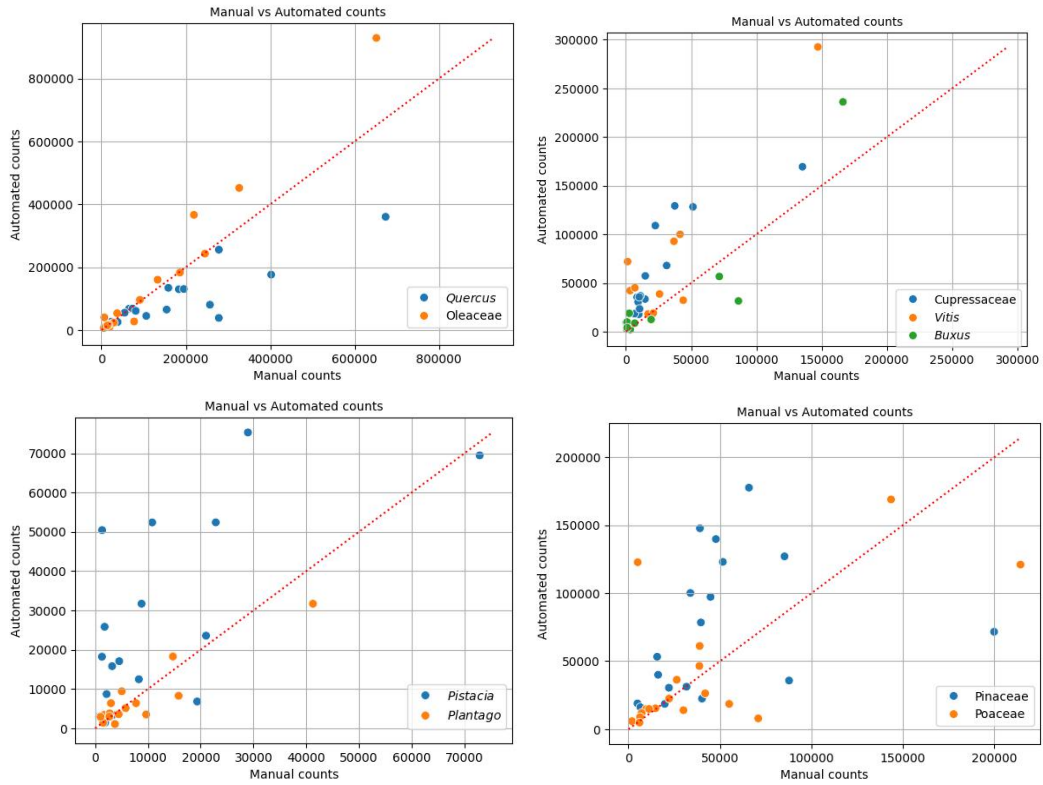 Manual vs Automated counts
800000
600000
400000
200000
0
Automated counts
0 200000 400000 600000 800000
Manual counts
Quercus
Oleaceae
Manual vs Automated counts
300000
250000
200000
150000
100000
50000
0
Automated counts
0 50000 100000 150000 200000 250000 300000
Manual counts
Cupressaceae
Vitis
Buxus
Manual vs Automated counts
70000
60000
50000
40000
30000
20000
10000
0
Automated counts
0 10000 20000 30000 40000 50000 60000 70000
Manual counts
Pistacia
Plantago
Manual vs Automated counts
200000
150000
100000
50000
0
Automated counts
0 50000 100000 150000 200000
Manual counts
Pinaceae
Poaceae